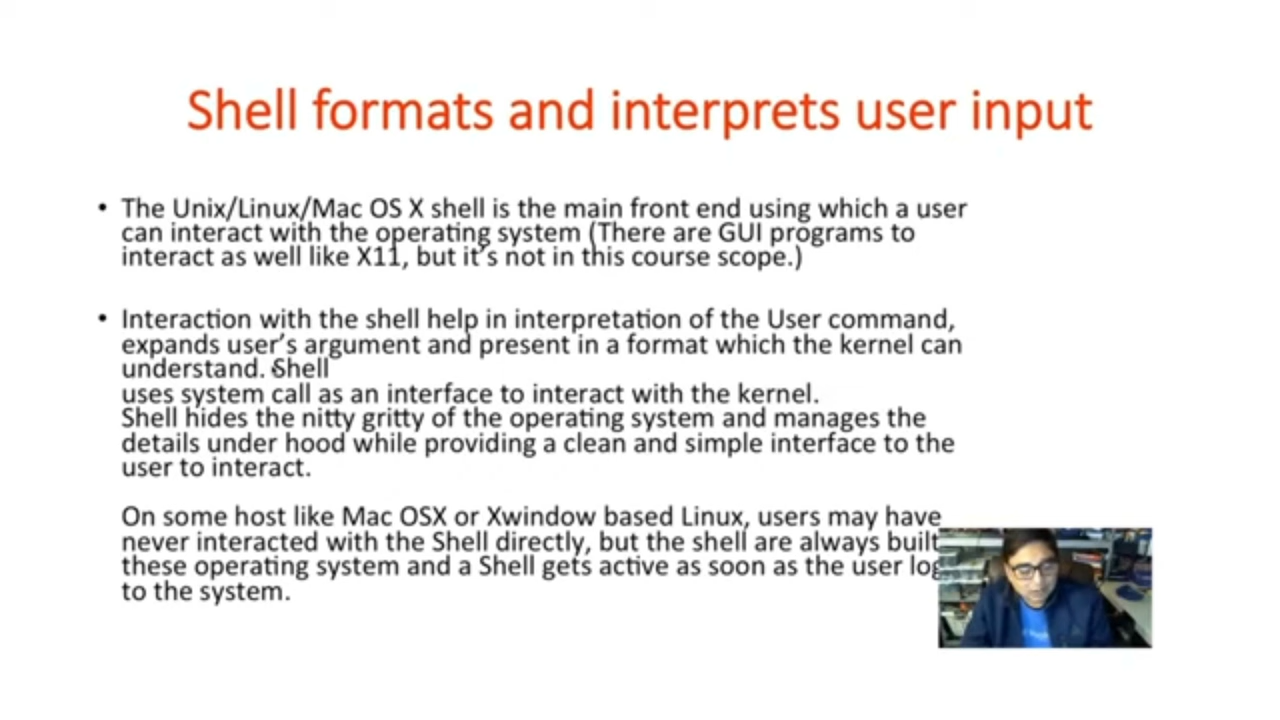 Shell formats and interprets user input
• The Unix/Linux/Mac OS X shell is the main front end using which a user
can interact with the operating system (There are GUI programs to
interact as well like X11, but it's not in this course scope.)
• Interaction with the shell help in interpretation of the User command,
expands user's argument and present in a format which the kernel can
understand. Shell
uses system call as an interface to interact with the kernel.
Shell hides the nitty gritty of the operating system and manages the
details under hood while providing a clean and simple interface to the
user to interact.
On some host like Mac OSX or Xwindow based Linux, users may have
never interacted with the Shell directly, but the shell are always built
these operating system and a Shell gets active as soon as the user
to the system.